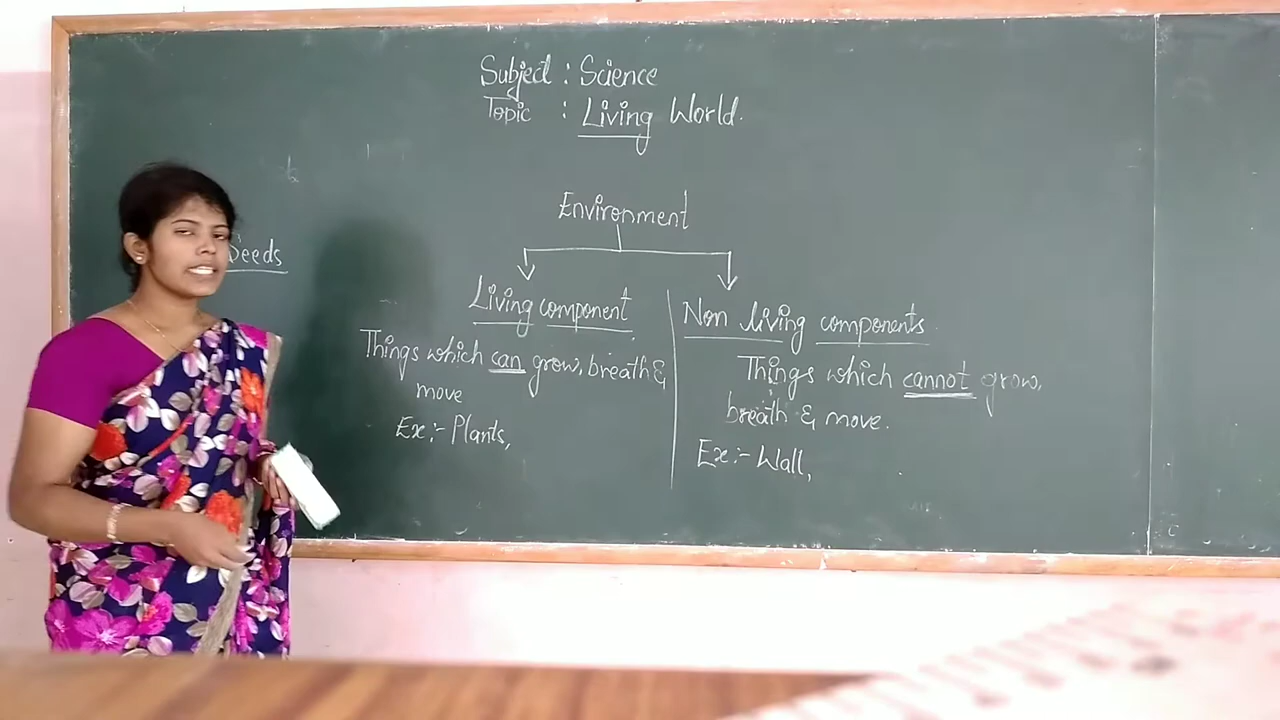 Subject : Science
Topic : Living World.
Seeds
Environment
Living component
Things which can grow, breath &
move
Ex:- Plants,
Non living components
Things which cannot grow,
breath & move.
Ex:- Wall,